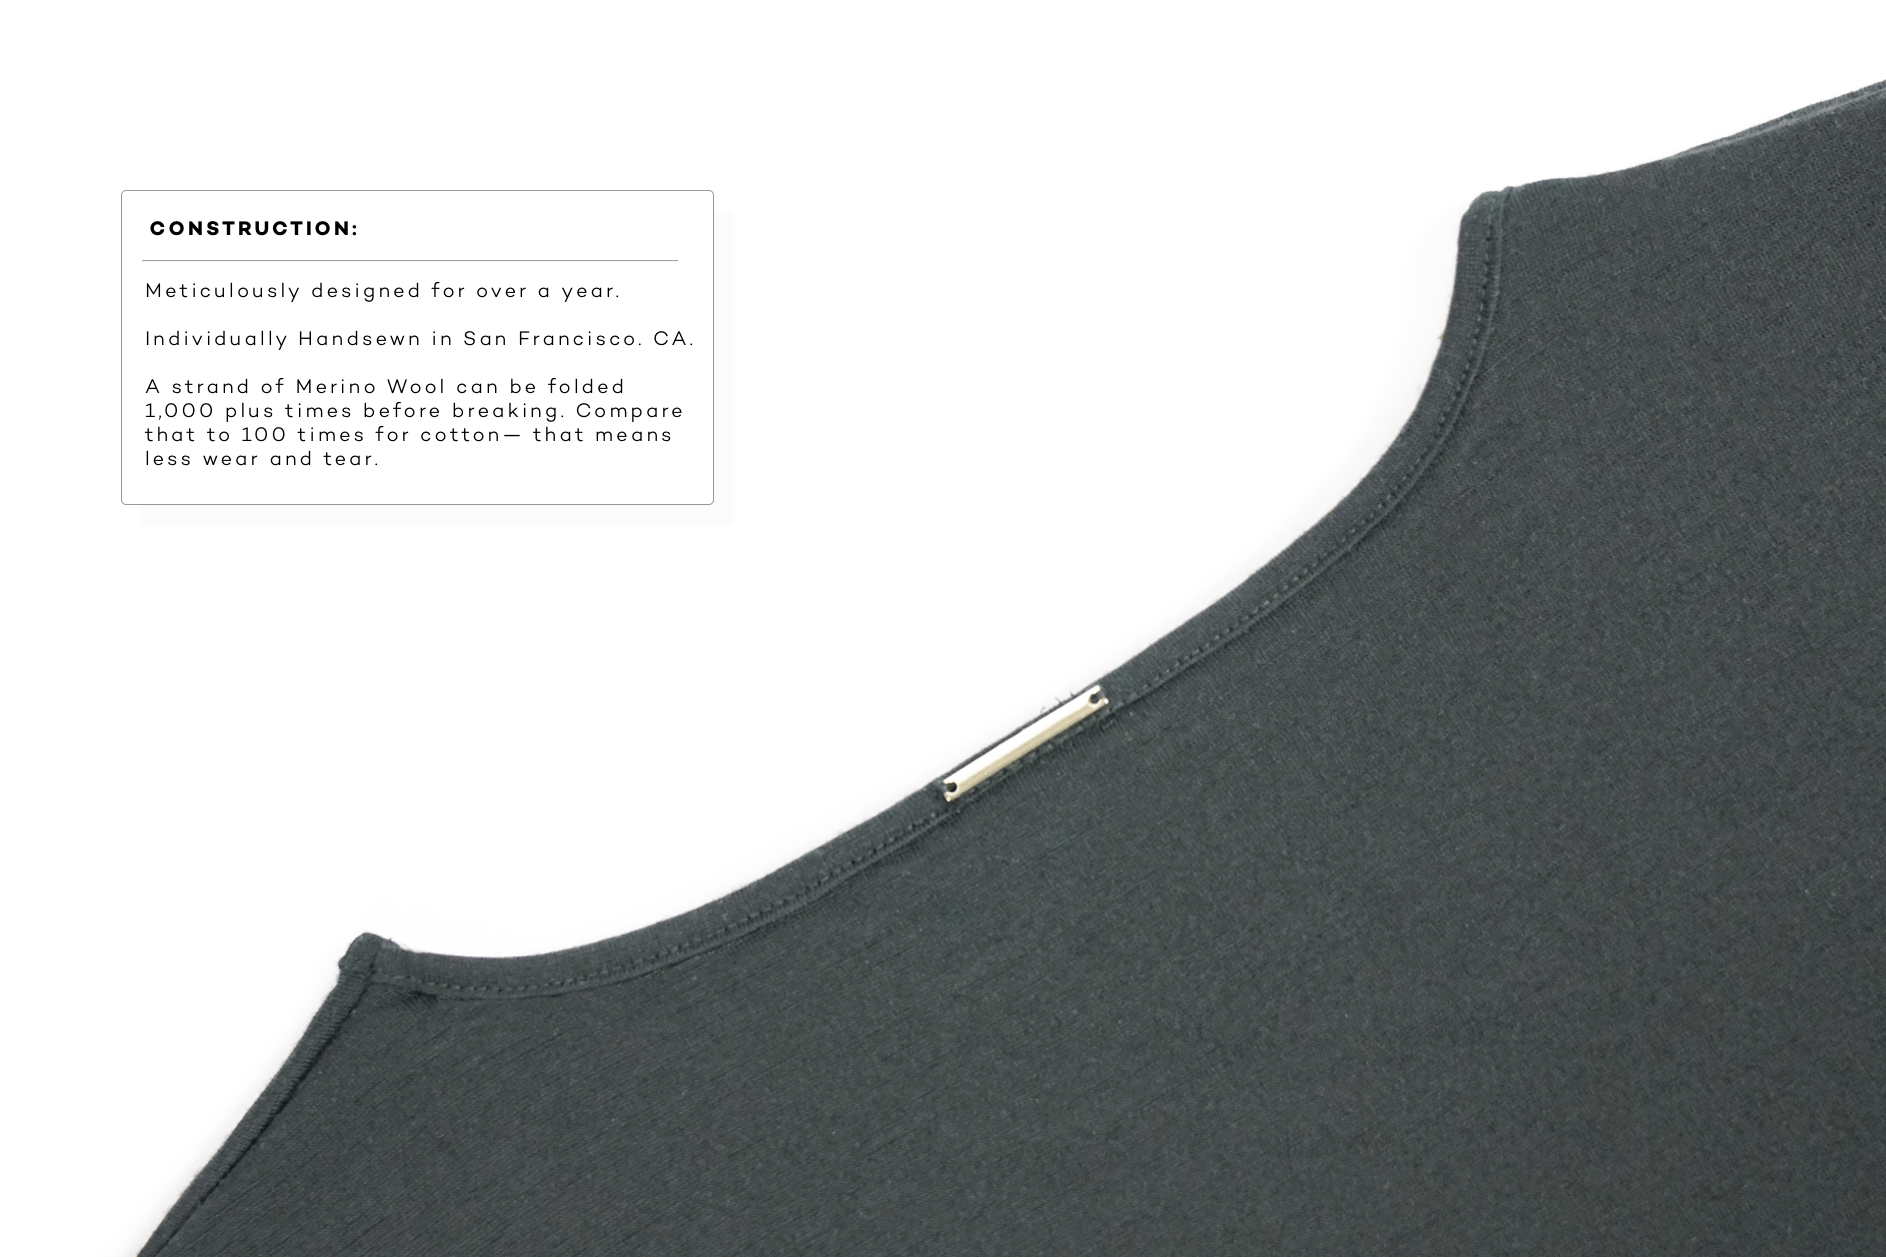 CONSTRUCTION:
Meticulously designed for over a year.
Individually Handsewn in San Francisco. CA.
A strand of Merino Wool can be folded
1,000 plus times before breaking. Compare
that to 100 times for cotton— that means
less wear and tear.